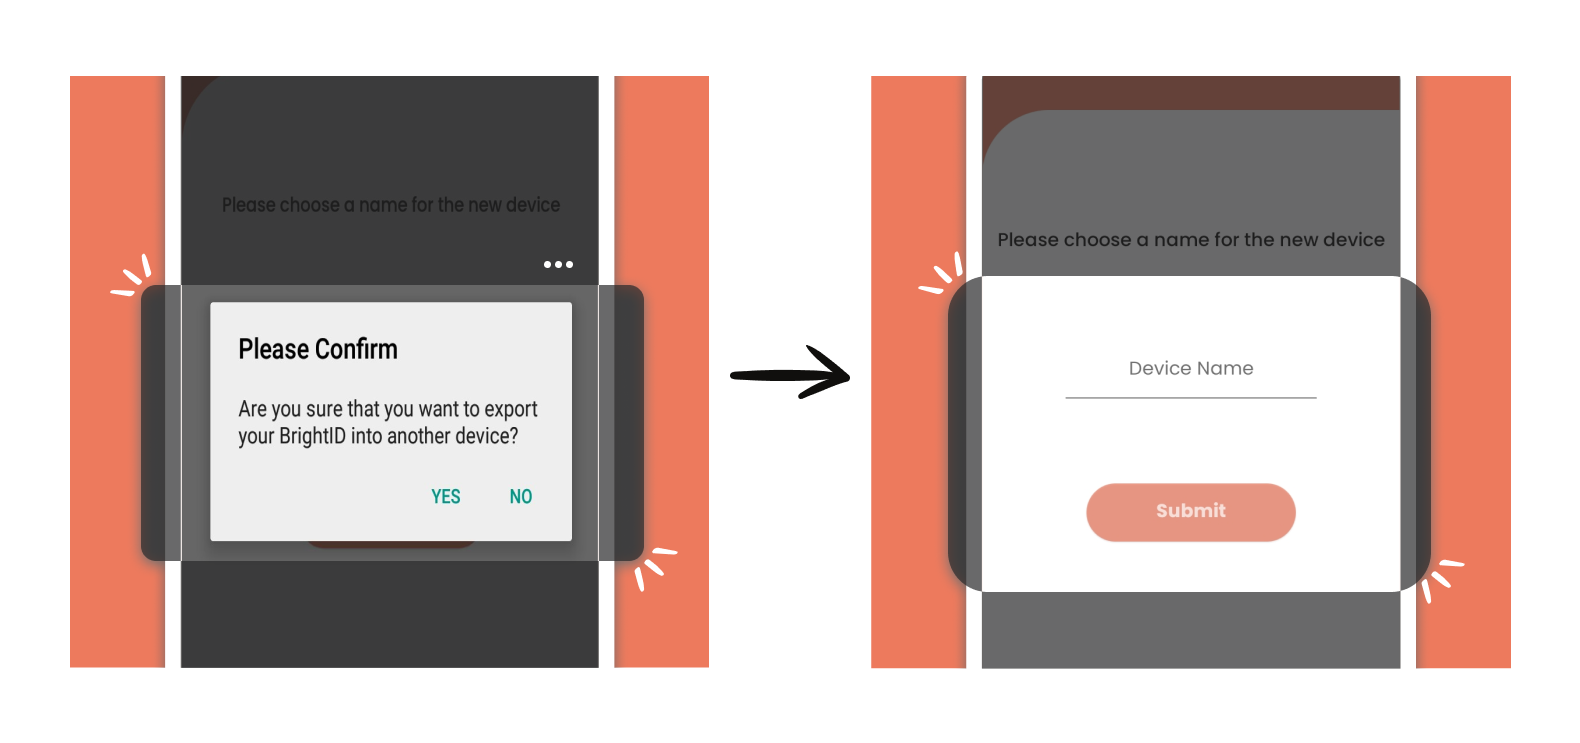 Please choose a name for the new device
Please Confirm
Are you sure that you want to export
your BrightID into another device?
YES NO
Please choose a name for the new device
Device Name
Submit